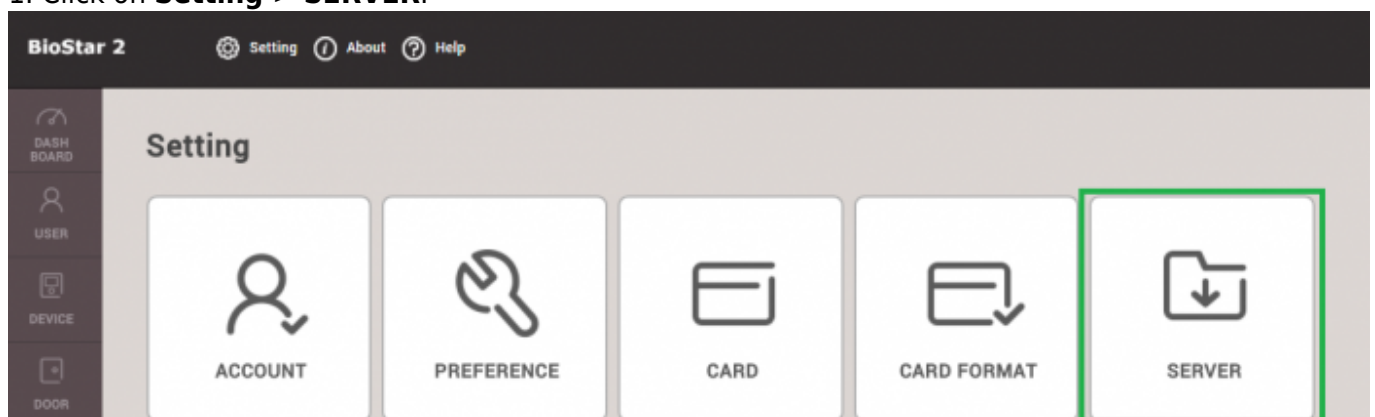 1. Click on Setting > SERVER.
BioStar 2 Setting About Help
DASH
BOARD
Setting
USER
DEVICE
ACCOUNT PREFERENCE CARD CARD FORMAT SERVER
DOOR